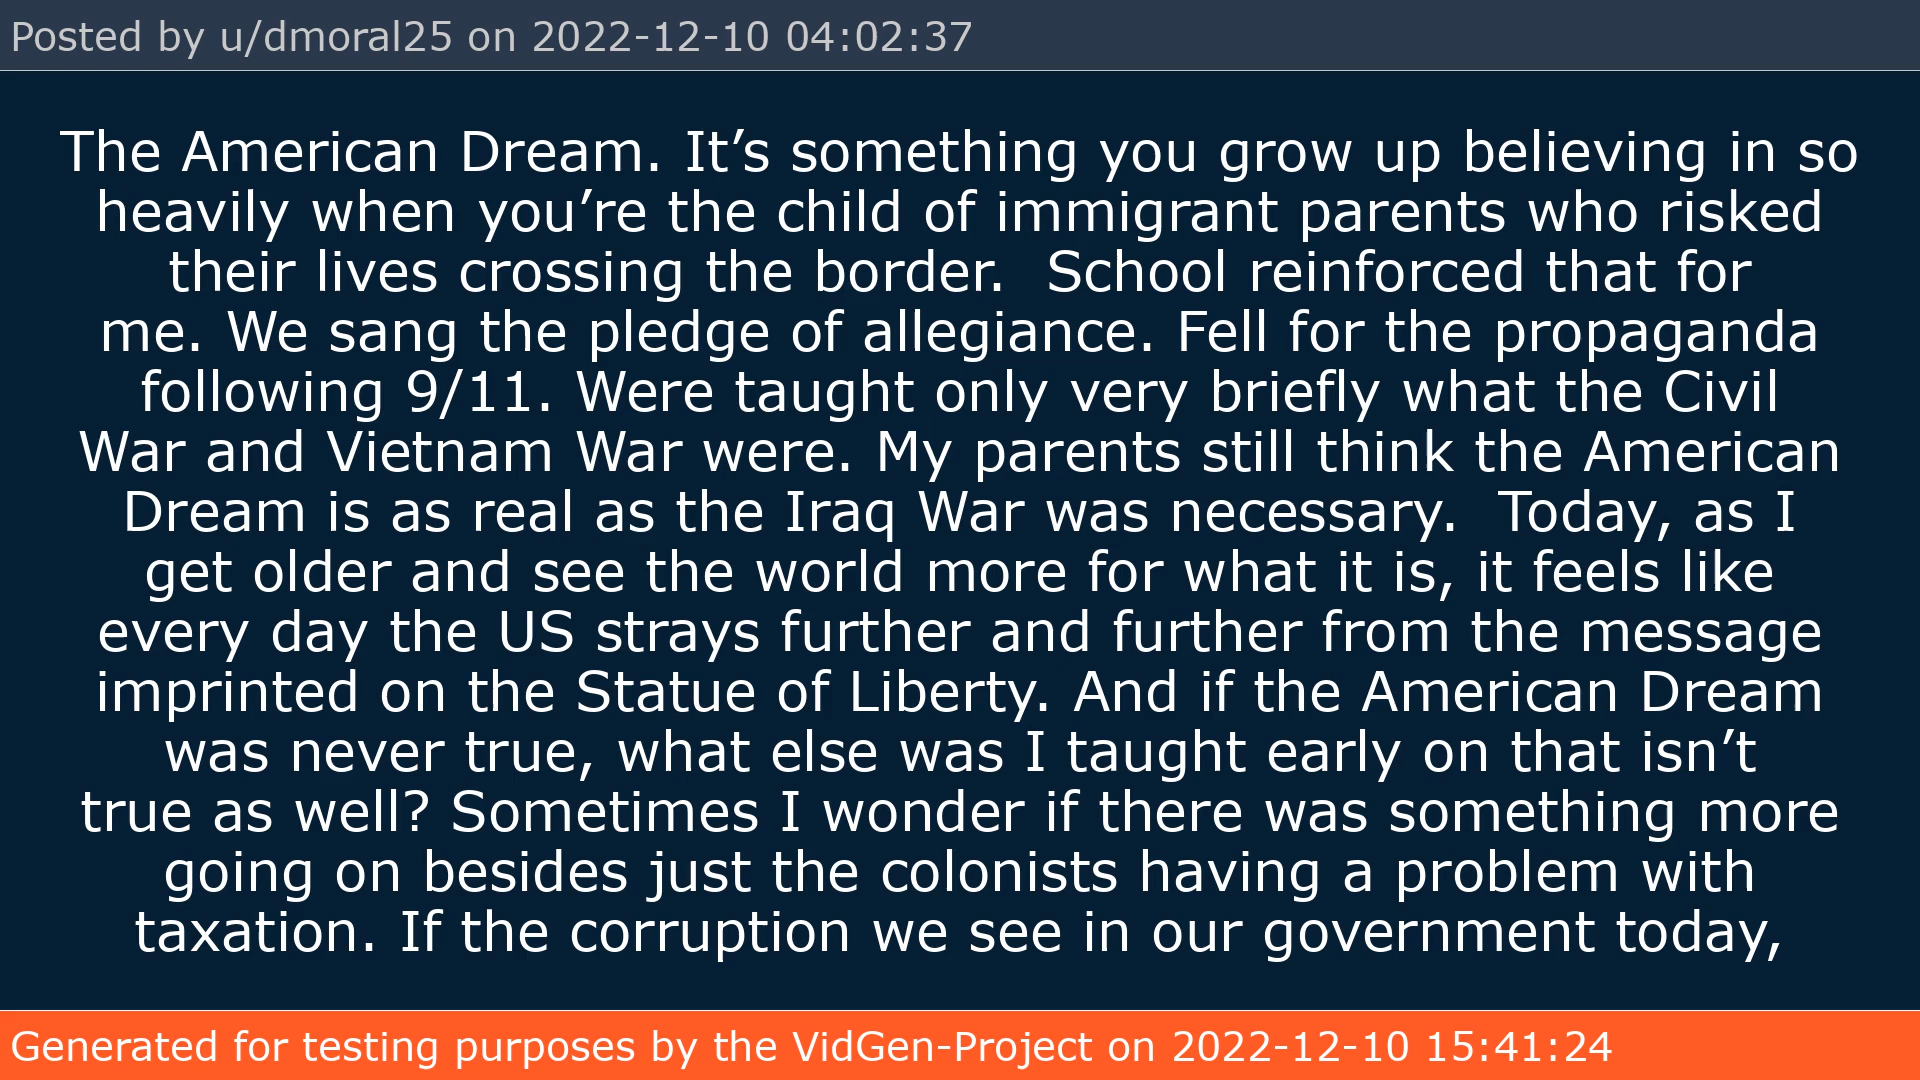 Posted by u/dmoral25 on 2022-12-10 04:02:37
The American Dream. It’s something you grow up believing in so
heavily when you’re the child of immigrant parents who risked
their lives crossing the border.  School reinforced that for
me. We sang the pledge of allegiance. Fell for the propaganda
following 9/11. Were taught only very briefly what the Civil
War and Vietnam War were. My parents still think the American
Dream is as real as the Iraq War was necessary.  Today, as I
get older and see the world more for what it is, it feels like
every day the US strays further and further from the message
imprinted on the Statue of Liberty. And if the American Dream
was never true, what else was I taught early on that isn’t
true as well? Sometimes I wonder if there was something more
going on besides just the colonists having a problem with
taxation. If the corruption we see in our government today,
Generated for testing purposes by the VidGen-Project on 2022-12-10 15:41:24